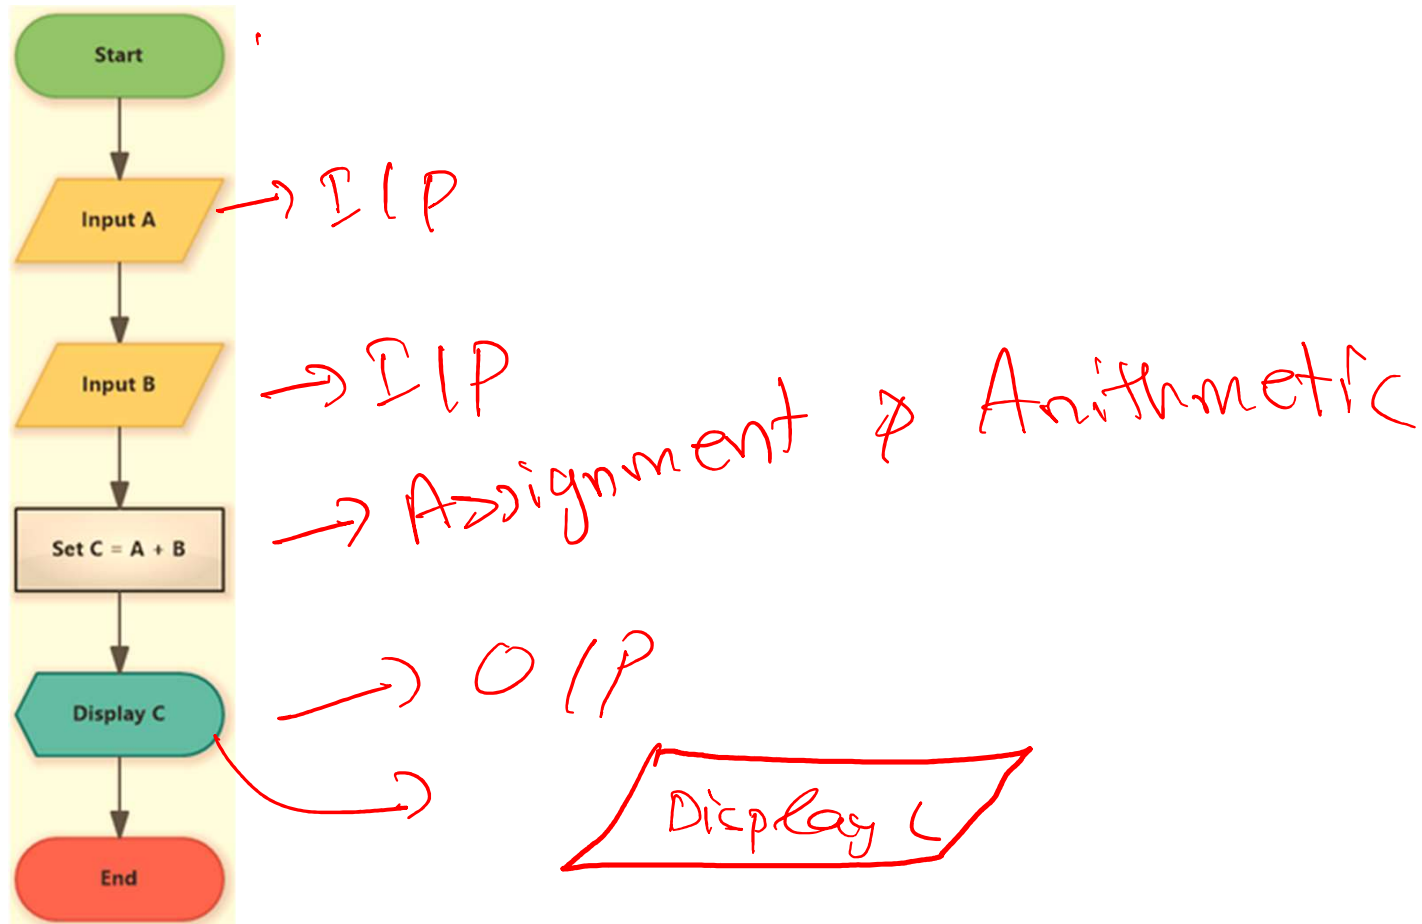 Start
Input A
I/P
Input B
I/P
Assignment & Arithmetic
Set C = A + B
Display C
O/P
Display C
End